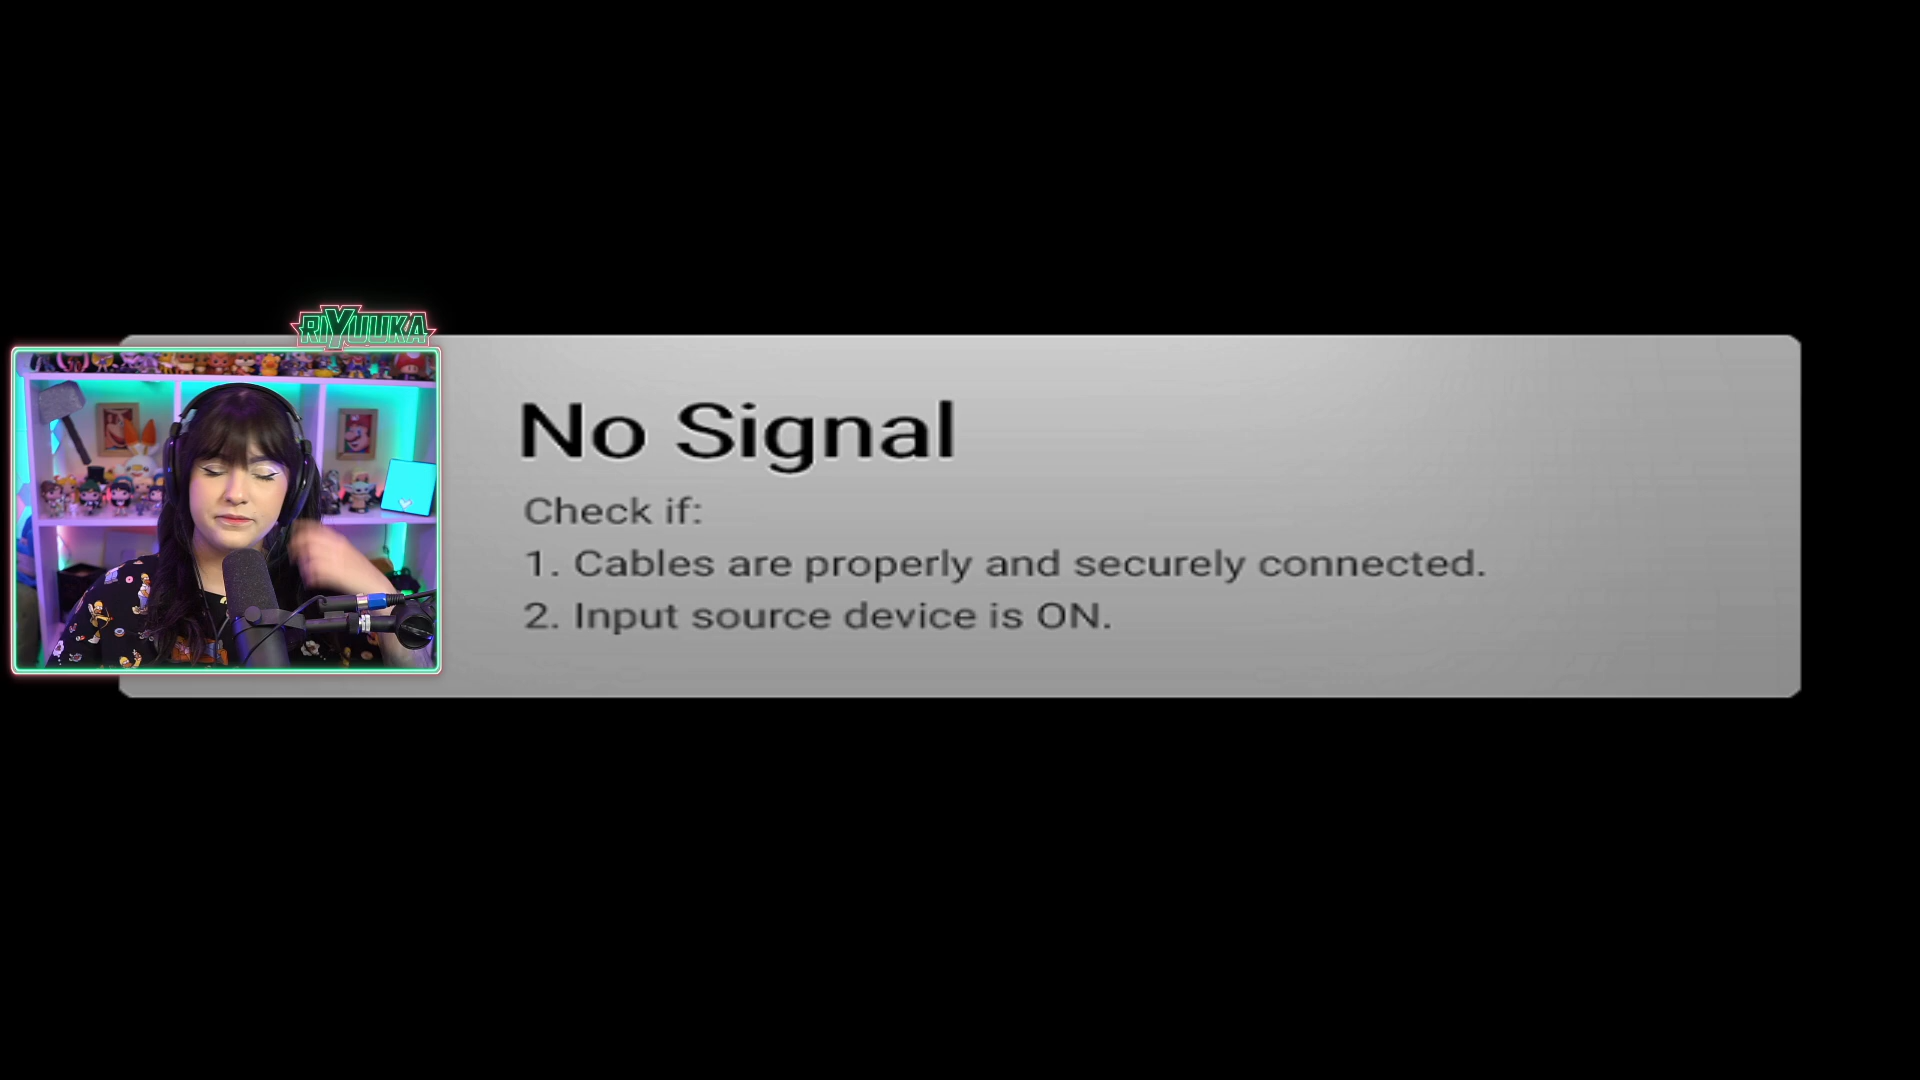 RIYUUKA
No Signal
Check if:
1. Cables are properly and securely connected.
2. Input source device is ON.